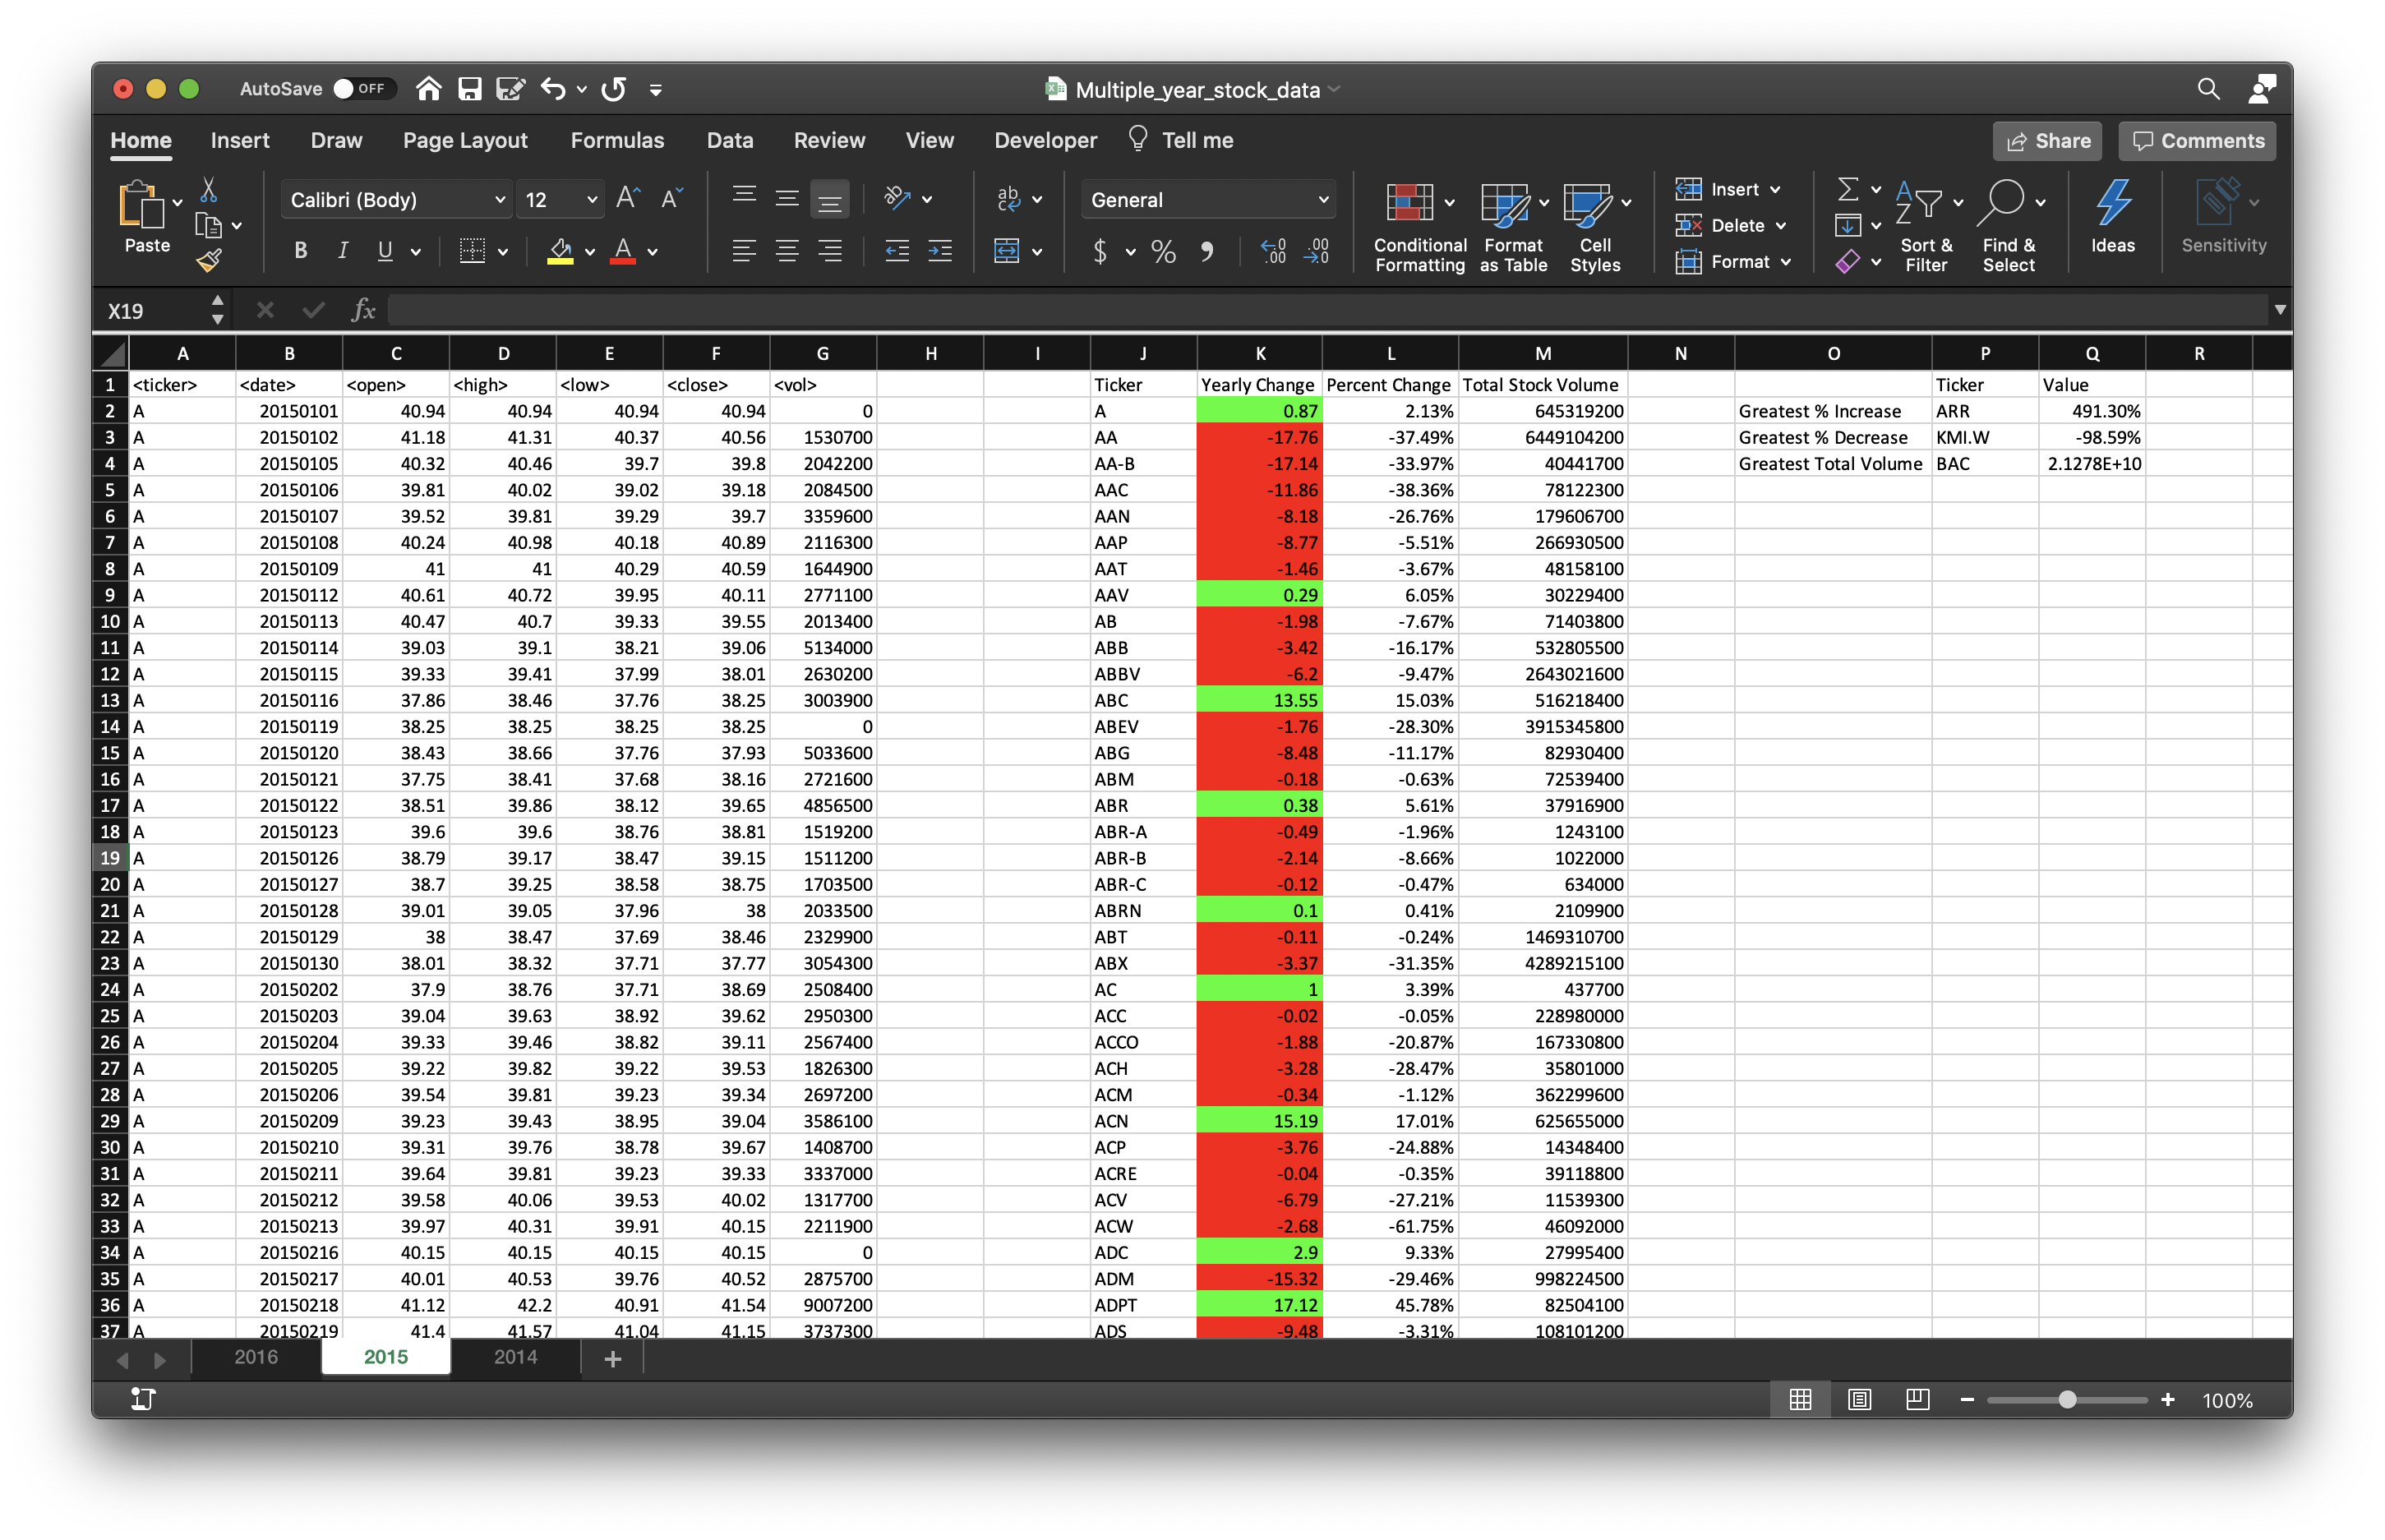 AutoSave OFF Multiple_year_stock_data
Home Insert Draw Page Layout Formulas Data Review View Developer Tell me Share Comments
Paste Calibri (Body) 12 General Conditional Formatting Format as Table Cell Styles Insert Delete Format Sort & Filter Find & Select Ideas Sensitivity
X19 fx
A B C D E F G H I J K L M N O P Q R
1 <ticker> <date> <open> <high> <low> <close> <vol> Ticker Yearly Change Percent Change Total Stock Volume Ticker Value
2 A 20150101 40.94 40.94 40.94 40.94 0 A 0.87 2.13% 645319200 Greatest % Increase ARR 491.30%
3 A 20150102 41.18 41.31 40.37 40.56 1530700 AA -17.76 -37.49% 6449104200 Greatest % Decrease KMI.W -98.59%
4 A 20150105 40.32 40.46 39.7 39.8 2042200 AA-B -17.14 -33.97% 40441700 Greatest Total Volume BAC 2.1278E+10
5 A 20150106 39.81 40.02 39.02 39.18 2084500 AAC -11.86 -38.36% 78122300
6 A 20150107 39.52 39.81 39.29 39.7 3359600 AAN -8.18 -26.76% 179606700
7 A 20150108 40.24 40.98 40.18 40.89 2116300 AAP -8.77 -5.51% 266930500
8 A 20150109 41 41 40.29 40.59 1644900 AAT -1.46 -3.67% 48158100
9 A 20150112 40.61 40.72 39.95 40.11 2771100 AAV 0.29 6.05% 30229400
10 A 20150113 40.47 40.7 39.33 39.55 2013400 AB -1.98 -7.67% 71403800
11 A 20150114 39.03 39.1 38.21 39.06 5134000 ABB -3.42 -16.17% 532805500
12 A 20150115 39.33 39.41 37.99 38.01 2630200 ABBV -6.2 -9.47% 2643021600
13 A 20150116 37.86 38.46 37.76 38.25 3003900 ABC 13.55 15.03% 516218400
14 A 20150119 38.25 38.25 38.25 38.25 0 ABEV -1.76 -28.30% 3915345800
15 A 20150120 38.43 38.66 37.76 37.93 5033600 ABG -8.48 -11.17% 82930400
16 A 20150121 37.75 38.41 37.68 38.16 2721600 ABM -0.18 -0.63% 72539400
17 A 20150122 38.51 39.86 38.12 39.65 4856500 ABR 0.38 5.61% 37916900
18 A 20150123 39.6 39.6 38.76 38.81 1519200 ABR-A -0.49 -1.96% 1243100
19 A 20150126 38.79 39.17 38.47 39.15 1511200 ABR-B -2.14 -8.66% 1022000
20 A 20150127 38.7 39.25 38.58 38.75 1703500 ABR-C -0.12 -0.47% 634000
21 A 20150128 39.01 39.05 37.96 38 2033500 ABRN 0.1 0.41% 2109900
22 A 20150129 38 38.47 37.69 38.46 2329900 ABT -0.11 -0.24% 1469310700
23 A 20150130 38.01 38.32 37.71 37.77 3054300 ABX -3.37 -31.35% 4289215100
24 A 20150202 37.9 38.76 37.71 38.69 2508400 AC 1 3.39% 437700
25 A 20150203 39.04 39.63 38.92 39.62 2950300 ACC -0.02 -0.05% 228980000
26 A 20150204 39.33 39.46 38.82 39.11 2567400 ACCO -1.88 -20.87% 167330800
27 A 20150205 39.22 39.82 39.22 39.53 1826300 ACH -3.28 -28.47% 35801000
28 A 20150206 39.54 39.81 39.23 39.34 2697200 ACM -0.34 -1.12% 362299600
29 A 20150209 39.23 39.43 38.95 39.04 3586100 ACN 15.19 17.01% 625655000
30 A 20150210 39.31 39.76 38.78 39.67 1408700 ACP -3.76 -24.88% 14348400
31 A 20150211 39.64 39.81 39.23 39.33 3337000 ACRE -0.04 -0.35% 39118800
32 A 20150212 39.58 40.06 39.53 40.02 1317700 ACV -6.79 -27.21% 11539300
33 A 20150213 39.97 40.31 39.91 40.15 2211900 ACW -2.68 -61.75% 46092000
34 A 20150216 40.15 40.15 40.15 40.15 0 ADC 2.9 9.33% 27995400
35 A 20150217 40.01 40.53 39.76 40.52 2875700 ADM -15.32 -29.46% 998224500
36 A 20150218 41.12 42.2 40.91 41.54 9007200 ADPT 17.12 45.78% 82504100
37 A 20150219 41.4 41.57 41.04 41.15 3737300 ADS -9.48 -3.31% 108101200
2016 2015 2014 +
100%